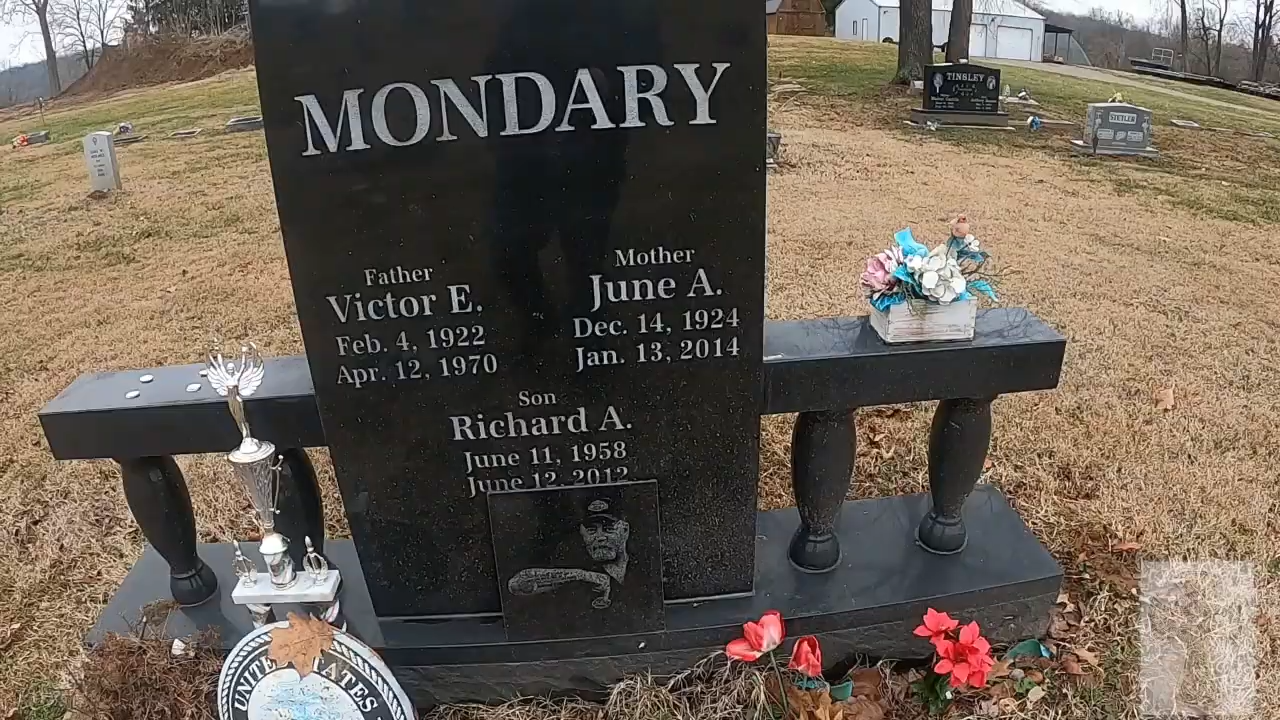 MONDARY
Father
Victor E.
Feb. 4, 1922
Apr. 12, 1970
Mother
June A.
Dec. 14, 1924
Jan. 13, 2014
Son
Richard A.
June 11, 1958
June 12, 2012
TINSLEY
UNITED